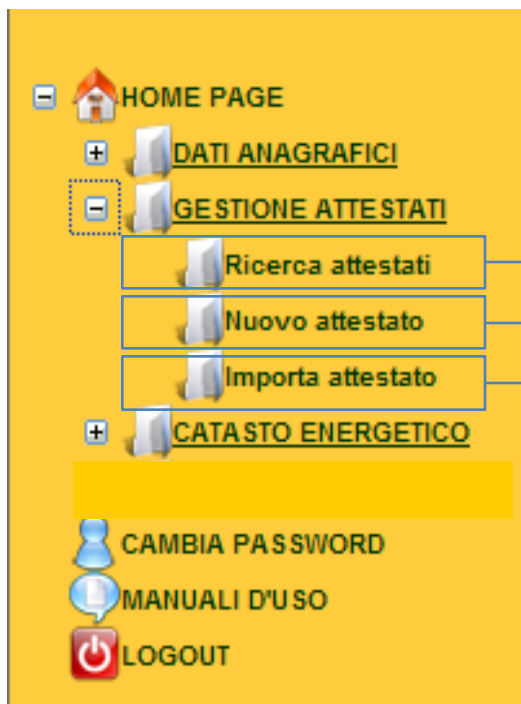 HOME PAGE
DATI ANAGRAFICI
GESTIONE ATTESTATI
Ricerca attestati
Nuovo attestato
Importa attestato
CATASTO ENERGETICO
CAMBIA PASSWORD
MANUALI D'USO
LOGOUT